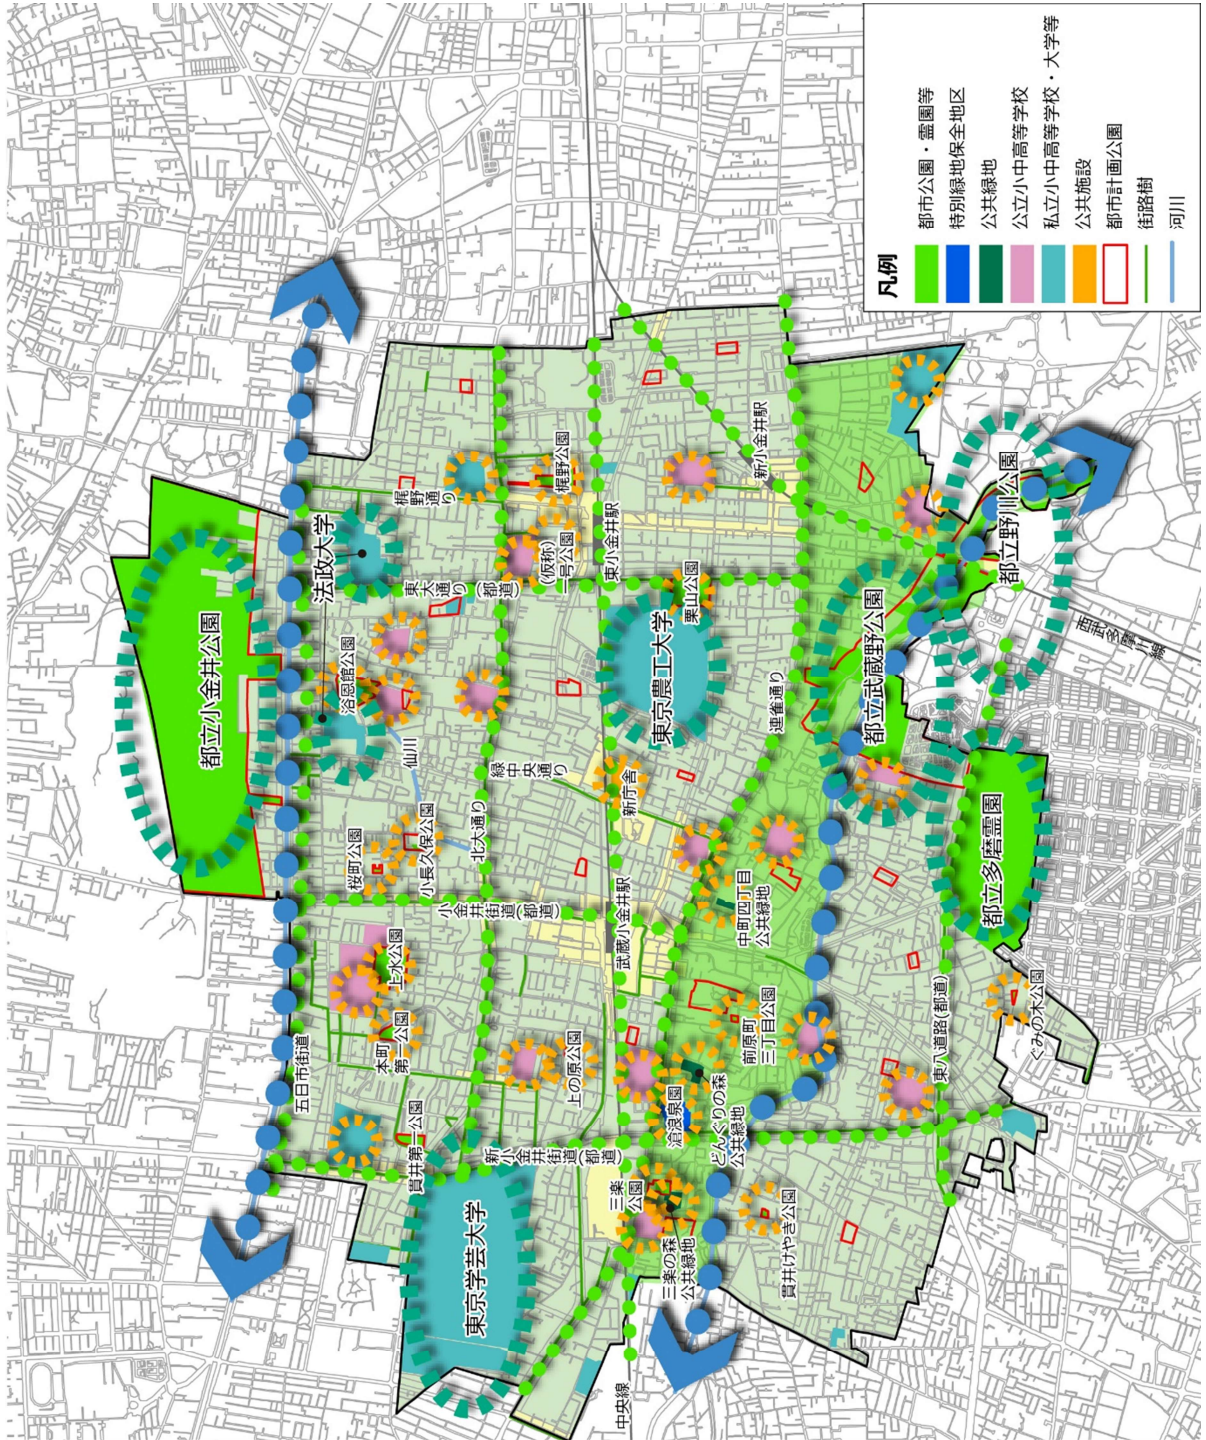 凡例
都市公園・霊園等
特別緑地保全地区
公共緑地
公立小中高等学校
私立小中高等学校・大学等
公共施設
都市計画公園
街路樹
河川
都立小金井公園
法政大学
梶野
通り
東大通り
(都道)
浴恩館公園
仙川
桜町公園
小長久保公園
小金井街道(都道)
北大通り
緑中央通り
五日市街道
上水公園
本町
第一公園
貫井第一公園
東京学芸大学
新小金井街道(都道)
上の原公園
梶野公園
(仮称)
一号公園
東小金井駅
栗山公園
東京農工大学
新小金井駅
新庁舎
武蔵小金井駅
連雀通り
中町四丁目
公共緑地
前原町
三丁目公園
滄浪泉園
どんぐりの森
公共緑地
三楽
公園
三楽の森
公共緑地
貫井けやき公園
中央線
都立武蔵野公園
都立野川公園
西武多摩川線
都立多磨霊園
東八道路(都道)
ぐみの木公園